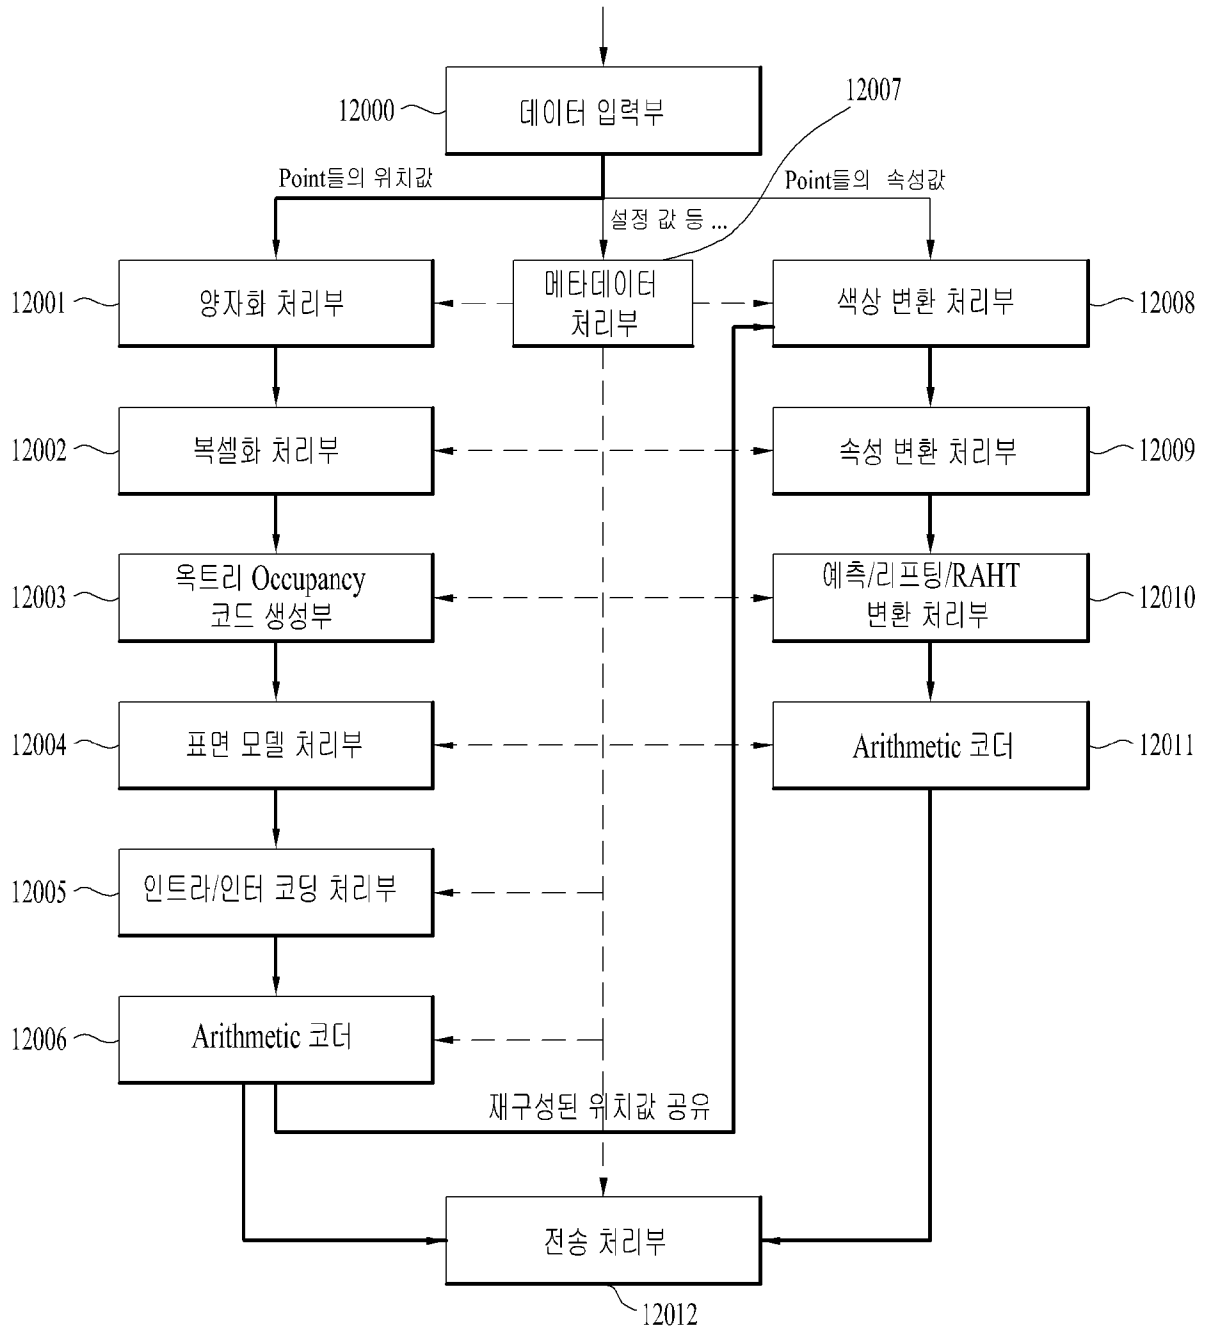 12000
데이터 입력부
12007
Point들의 위치값
설정 값 등 ...
Point들의 속성값
12001
양자화 처리부
메타데이터
처리부
색상 변환 처리부
12008
12002
복셀화 처리부
속성 변환 처리부
12009
12003
옥트리 Occupancy
코드 생성부
예측/리프팅/RAHT
변환 처리부
12010
12004
표면 모델 처리부
Arithmetic 코더
12011
12005
인트라/인터 코딩 처리부
12006
Arithmetic 코더
재구성된 위치값 공유
전송 처리부
12012